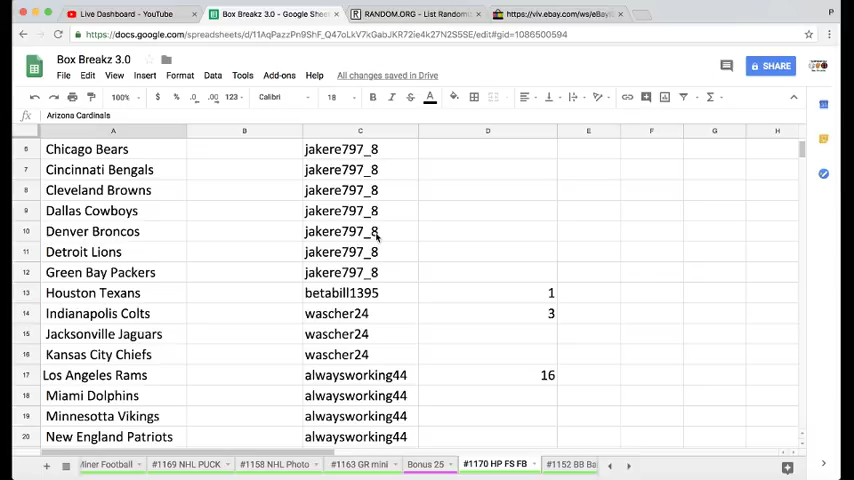 Live Dashboard - YouTube
Box Breakz 3.0 - Google Shee
RANDOM.ORG - List Randomi
https://viv.ebay.com/ws/eBayI
https://docs.google.com/spreadsheets/d/11AqPazzPn9ShF_Q47oLkV7kGabJKR72ie4k27N2S5SE/edit#gid=1086500594
Box Breakz 3.0
File Edit View Insert Format Data Tools Add-ons Help All changes saved in Drive
SHARE
100% $ % .0 .00 123 Calibri 18 B I S A
fx Arizona Cardinals
A B C D E F G H
6 Chicago Bears jakere797_8
7 Cincinnati Bengals jakere797_8
8 Cleveland Browns jakere797_8
9 Dallas Cowboys jakere797_8
10 Denver Broncos jakere797_8
11 Detroit Lions jakere797_8
12 Green Bay Packers jakere797_8
13 Houston Texans betabill1395 1
14 Indianapolis Colts wascher24 3
15 Jacksonville Jaguars wascher24
16 Kansas City Chiefs wascher24
17 Los Angeles Rams alwaysworking44 16
18 Miami Dolphins alwaysworking44
19 Minnesotta Vikings alwaysworking44
20 New England Patriots alwaysworking44
Miner Football #1169 NHL PUCK #1158 NHL Photo #1163 GR mini Bonus 25 #1170 HP FS FB #1152 BB Ba